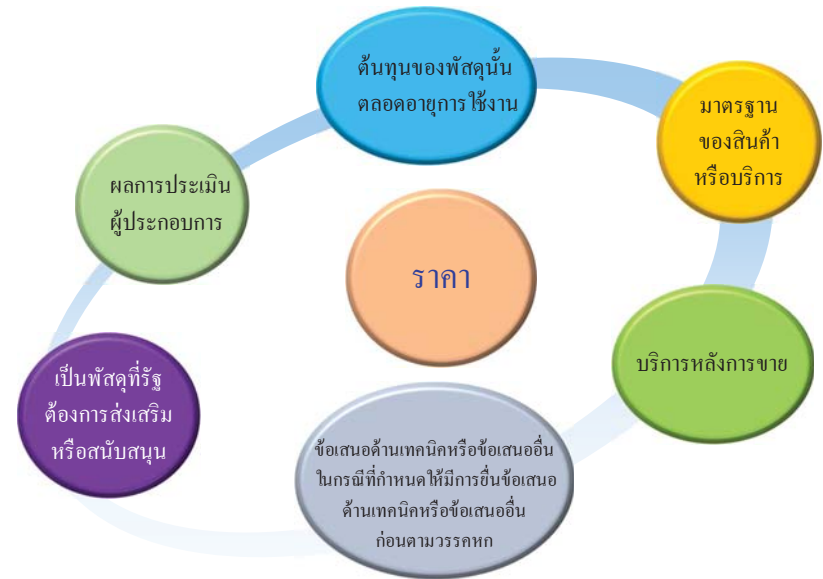 ต้นทุนของพัสดุนั้น
ตลอดอายุการใช้งาน
มาตรฐาน
ของสินค้า
หรือบริการ
ผลการประเมิน
ผู้ประกอบการ
ราคา
บริการหลังการขาย
เป็นพัสดุที่รัฐ
ต้องการส่งเสริม
หรือสนับสนุน
ข้อเสนอด้านเทคนิคหรือข้อเสนออื่น
ในกรณีที่กำหนดให้มีการยื่นข้อเสนอ
ด้านเทคนิคหรือข้อเสนออื่น
ก่อนตามวรรคหก